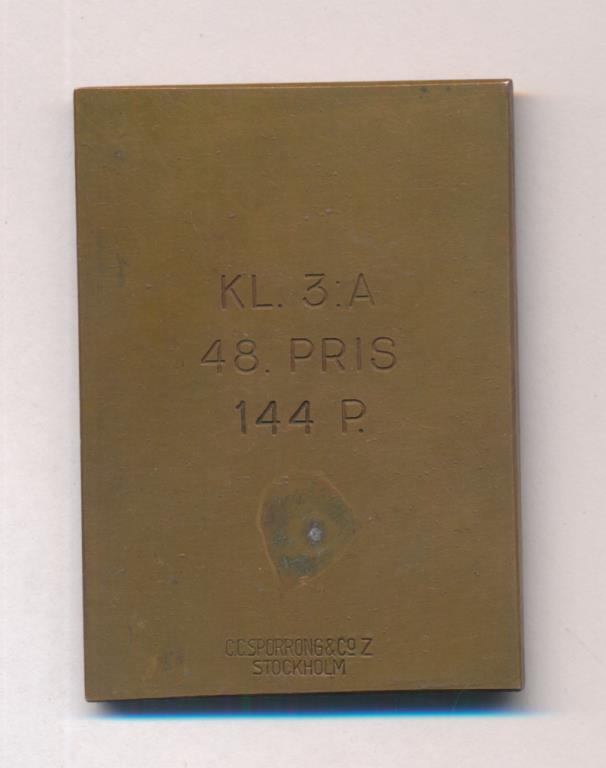 KL. 3:A
48. PRIS
144 P.
C.C.SPORRONG&Co Z
STOCKHOLM